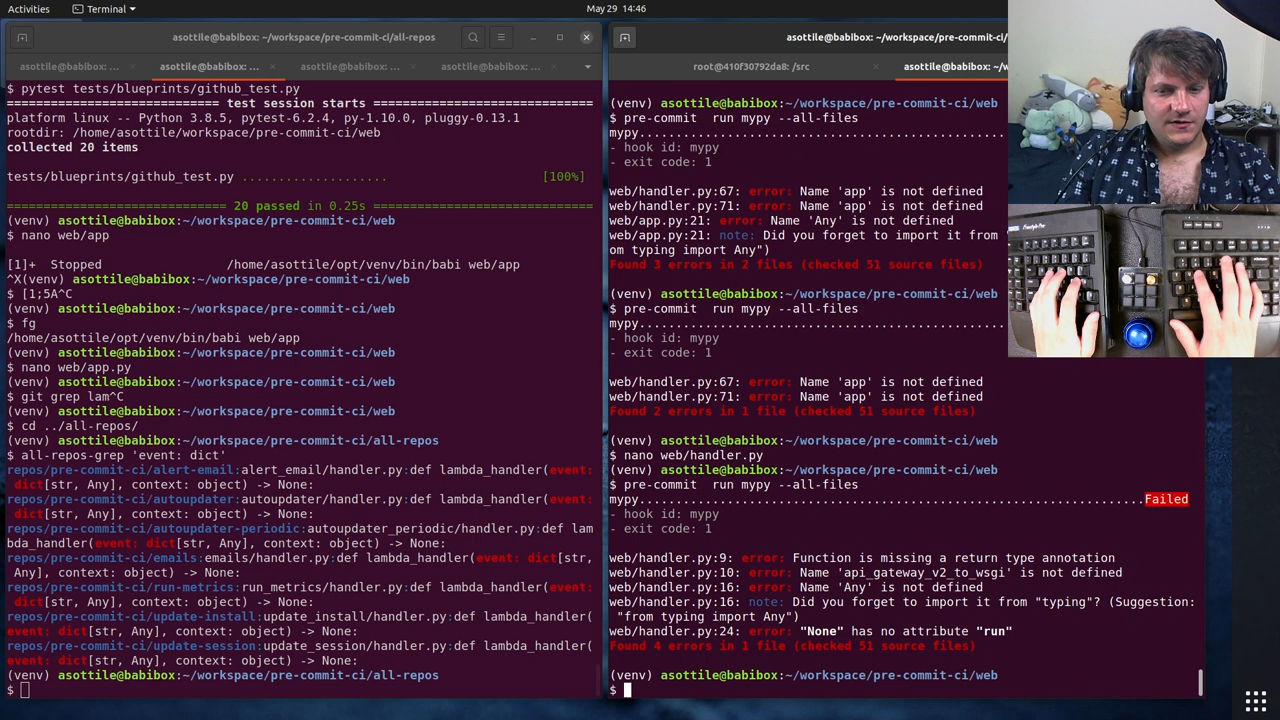 Activities
Terminal
May 29 14:46
asottile@babibox: ~/workspace/pre-commit-ci/all-repos
asottile@babibox: ...
asottile@babibox: ...
asottile@babibox: ...
asottile@babibox: ...
$ pytest tests/blueprints/github_test.py
============================ test session starts =============================
platform linux -- Python 3.8.5, pytest-6.2.4, py-1.10.0, pluggy-0.13.1
rootdir: /home/asottile/workspace/pre-commit-ci/web
collected 20 items
tests/blueprints/github_test.py .................... [100%]
============================= 20 passed in 0.25s =============================
(venv) asottile@babibox:~/workspace/pre-commit-ci/web
$ nano web/app
[1]+  Stopped                 /home/asottile/opt/venv/bin/babi web/app
^X(venv) asottile@babibox:~/workspace/pre-commit-ci/web
$ [1;5A^C
(venv) asottile@babibox:~/workspace/pre-commit-ci/web
$ fg
/home/asottile/opt/venv/bin/babi web/app
(venv) asottile@babibox:~/workspace/pre-commit-ci/web
$ nano web/app.py
(venv) asottile@babibox:~/workspace/pre-commit-ci/web
$ git grep lam^C
(venv) asottile@babibox:~/workspace/pre-commit-ci/web
$ cd ../all-repos/
(venv) asottile@babibox:~/workspace/pre-commit-ci/all-repos
$ all-repos-grep 'event: dict'
repos/pre-commit-ci/alert-email:alert_email/handler.py:def lambda_handler(event:
 dict[str, Any], context: object) -> None:
repos/pre-commit-ci/autoupdater:autoupdater/handler.py:def lambda_handler(event:
 dict[str, Any], context: object) -> None:
repos/pre-commit-ci/autoupdater-periodic:autoupdater_periodic/handler.py:def lam
bda_handler(event: dict[str, Any], context: object) -> None:
repos/pre-commit-ci/emails:emails/handler.py:def lambda_handler(event: dict[str,
 Any], context: object) -> None:
repos/pre-commit-ci/run-metrics:run_metrics/handler.py:def lambda_handler(event:
 dict[str, Any], context: object) -> None:
repos/pre-commit-ci/update-install:update_install/handler.py:def lambda_handler(
event: dict[str, Any], context: object) -> None:
repos/pre-commit-ci/update-session:update_session/handler.py:def lambda_handler(
event: dict[str, Any], context: object) -> None:
(venv) asottile@babibox:~/workspace/pre-commit-ci/all-repos
$
asottile@babibox: ~/workspace/pre-commit-ci/
root@410f30792da8: /src
asottile@babibox: ~/w
(venv) asottile@babibox:~/workspace/pre-commit-ci/web
$ pre-commit  run mypy --all-files
mypy.....................................................
- hook id: mypy
- exit code: 1
web/handler.py:67: error: Name 'app' is not defined
web/handler.py:71: error: Name 'app' is not defined
web/app.py:21: error: Name 'Any' is not defined
web/app.py:21: note: Did you forget to import it from "
om typing import Any")
Found 3 errors in 2 files (checked 51 source files)
(venv) asottile@babibox:~/workspace/pre-commit-ci/web
$ pre-commit  run mypy --all-files
mypy.....................................................
- hook id: mypy
- exit code: 1
web/handler.py:67: error: Name 'app' is not defined
web/handler.py:71: error: Name 'app' is not defined
Found 2 errors in 1 file (checked 51 source files)
(venv) asottile@babibox:~/workspace/pre-commit-ci/web
$ nano web/handler.py
(venv) asottile@babibox:~/workspace/pre-commit-ci/web
$ pre-commit  run mypy --all-files
mypy.....................................................................Failed
- hook id: mypy
- exit code: 1
web/handler.py:9: error: Function is missing a return type annotation
web/handler.py:10: error: Name 'api_gateway_v2_to_wsgi' is not defined
web/handler.py:16: error: Name 'Any' is not defined
web/handler.py:16: note: Did you forget to import it from "typing"? (Suggestion:
 "from typing import Any")
web/handler.py:24: error: "None" has no attribute "run"
Found 4 errors in 1 file (checked 51 source files)
(venv) asottile@babibox:~/workspace/pre-commit-ci/web
$